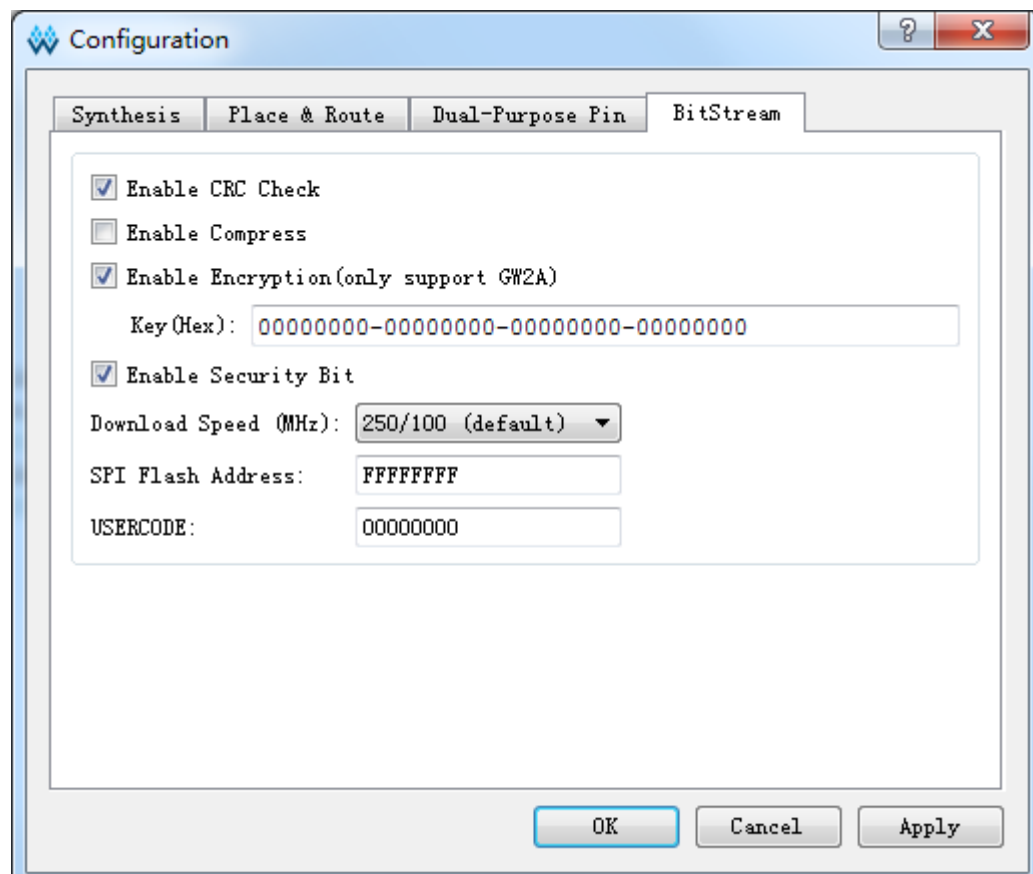 Configuration
Synthesis Place & Route Dual-Purpose Pin BitStream
Enable CRC Check
Enable Compress
Enable Encryption(only support GW2A)
Key(Hex): 00000000-00000000-00000000-00000000
Enable Security Bit
Download Speed (MHz): 250/100 (default)
SPI Flash Address: FFFFFFFF
USERCODE: 00000000
OK Cancel Apply